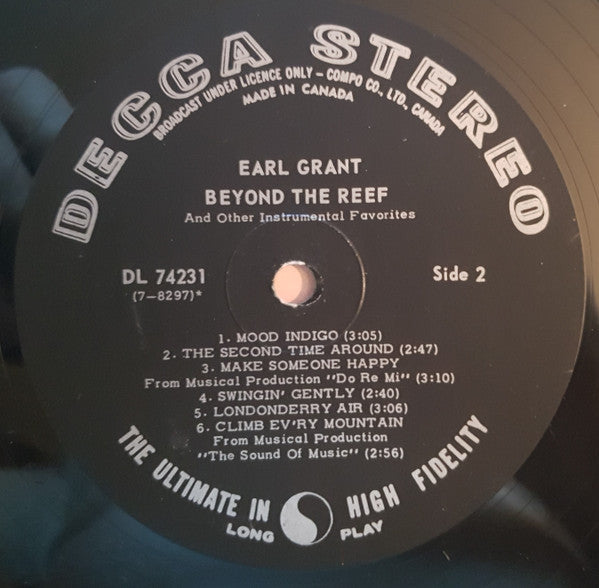 DECCA STEREO
BROADCAST UNDER LICENCE ONLY - COMPO CO., LTD., CANADA
MADE IN CANADA
EARL GRANT
BEYOND THE REEF
And Other Instrumental Favorites
DL 74231
(7-8297)*
Side 2
1. MOOD INDIGO (3:05)
2. THE SECOND TIME AROUND (2:47)
3. MAKE SOMEONE HAPPY
From Musical Production "Do Re Mi" (3:10)
4. SWINGIN' GENTLY (2:40)
5. LONDONDERRY AIR (3:06)
6. CLIMB EV'RY MOUNTAIN
From Musical Production
"The Sound Of Music" (2:56)
THE ULTIMATE IN HIGH FIDELITY
LONG PLAY